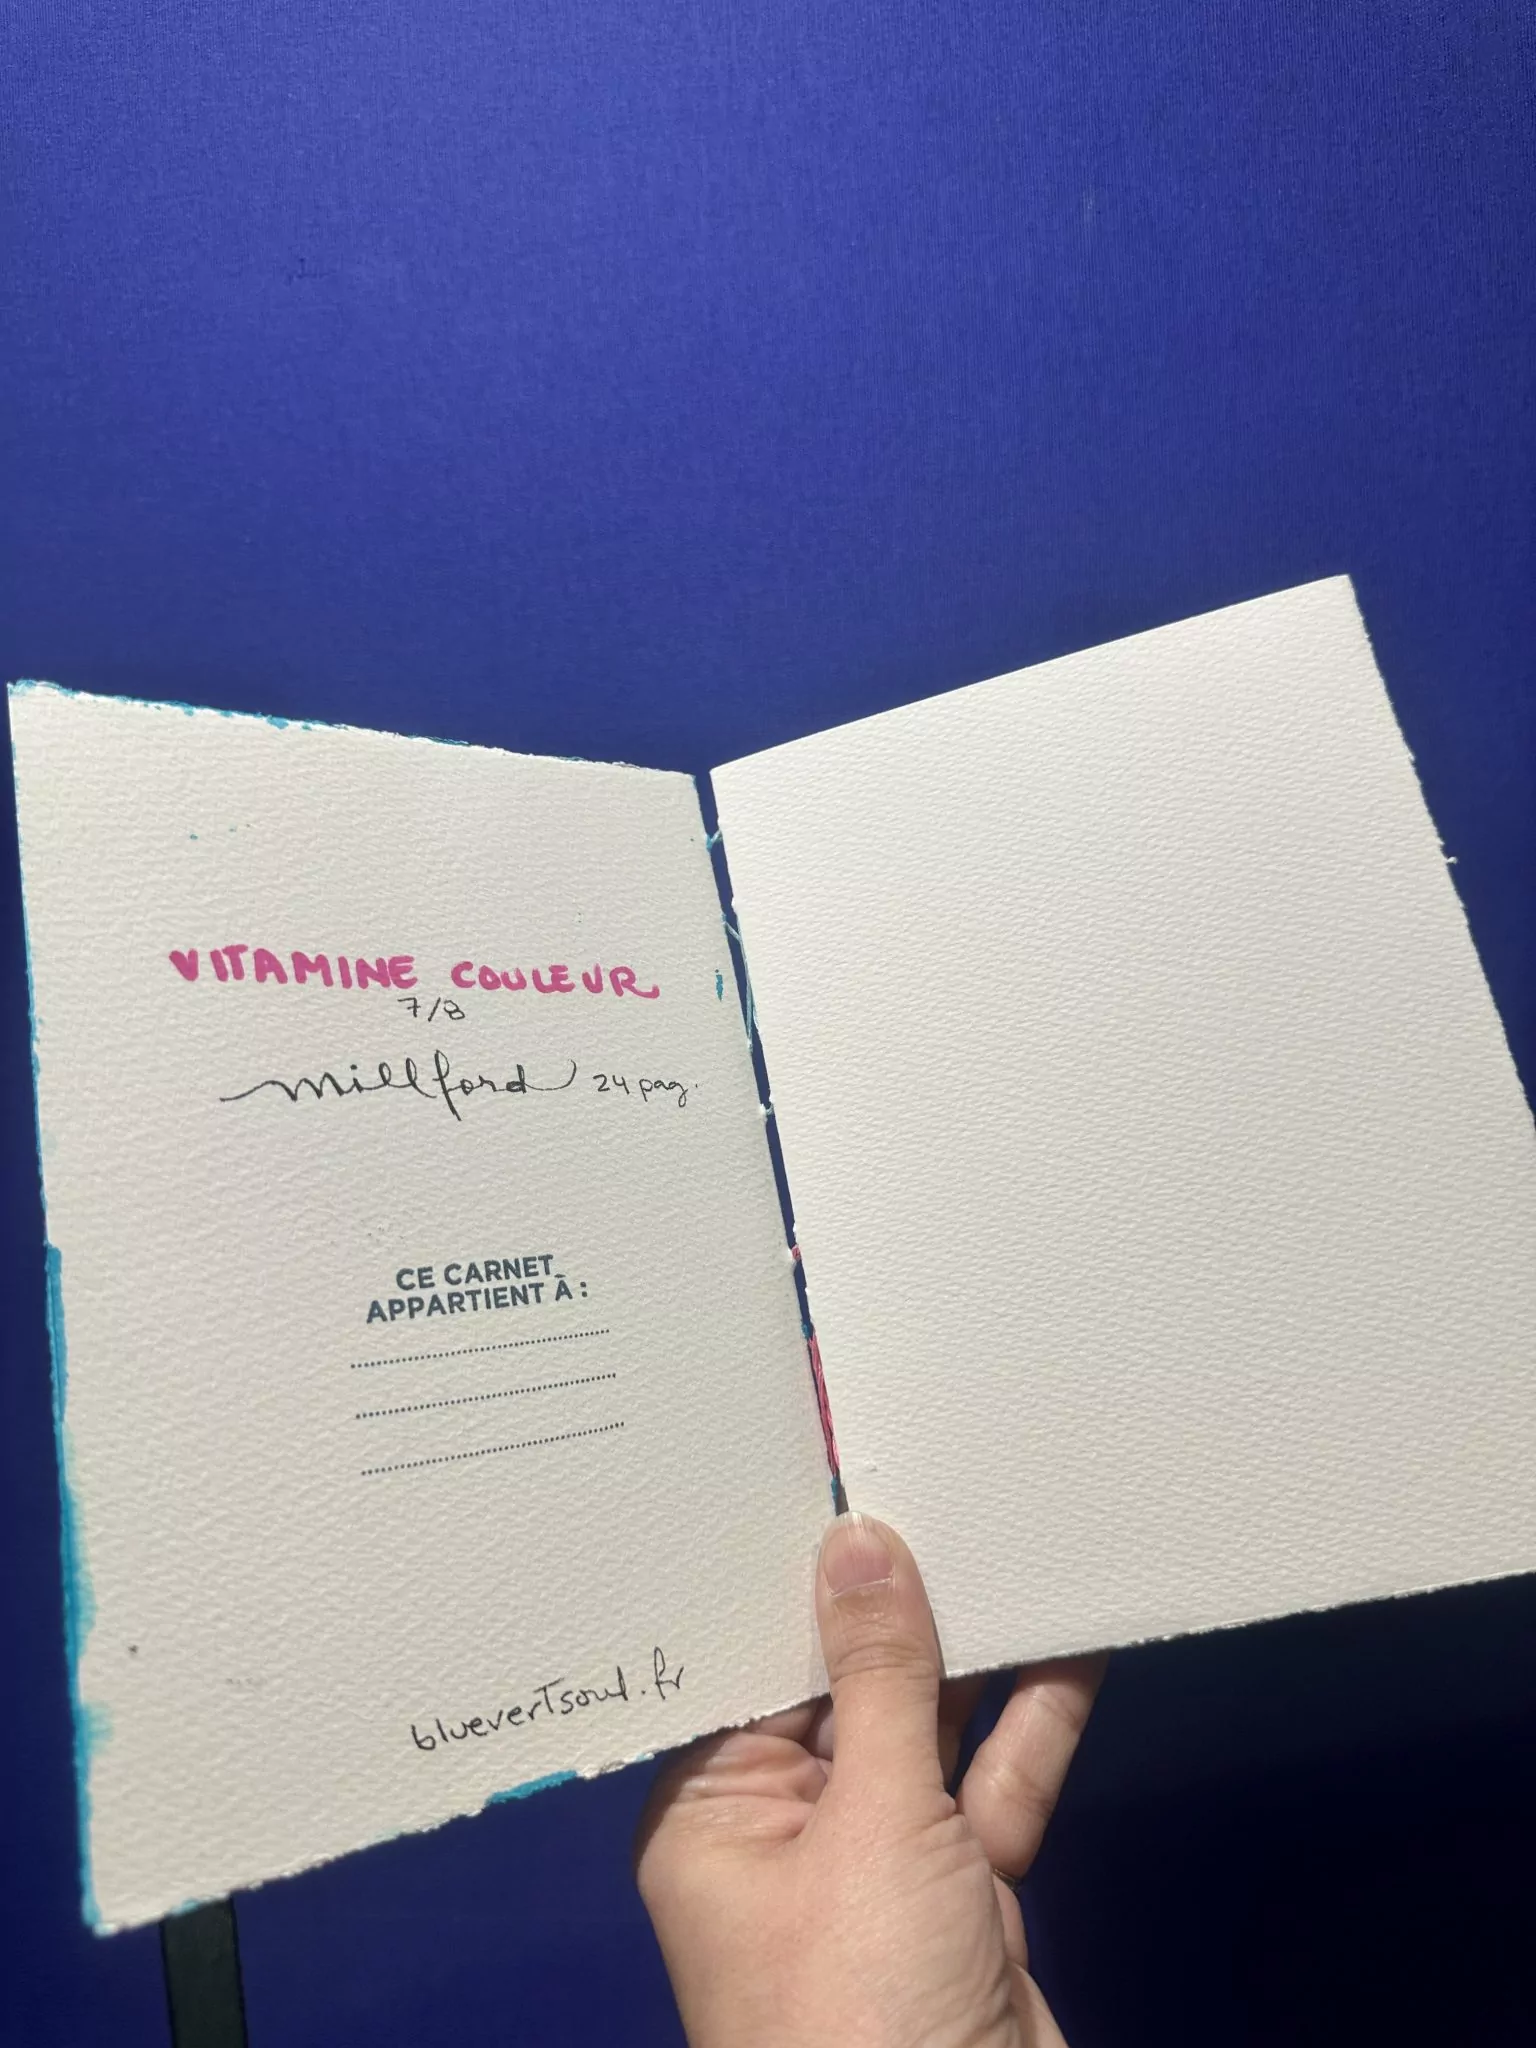 VITAMINE COULEUR
7/8
millford 24 pag.
CE CARNET
APPARTIENT À :
bluevertsoul.fr